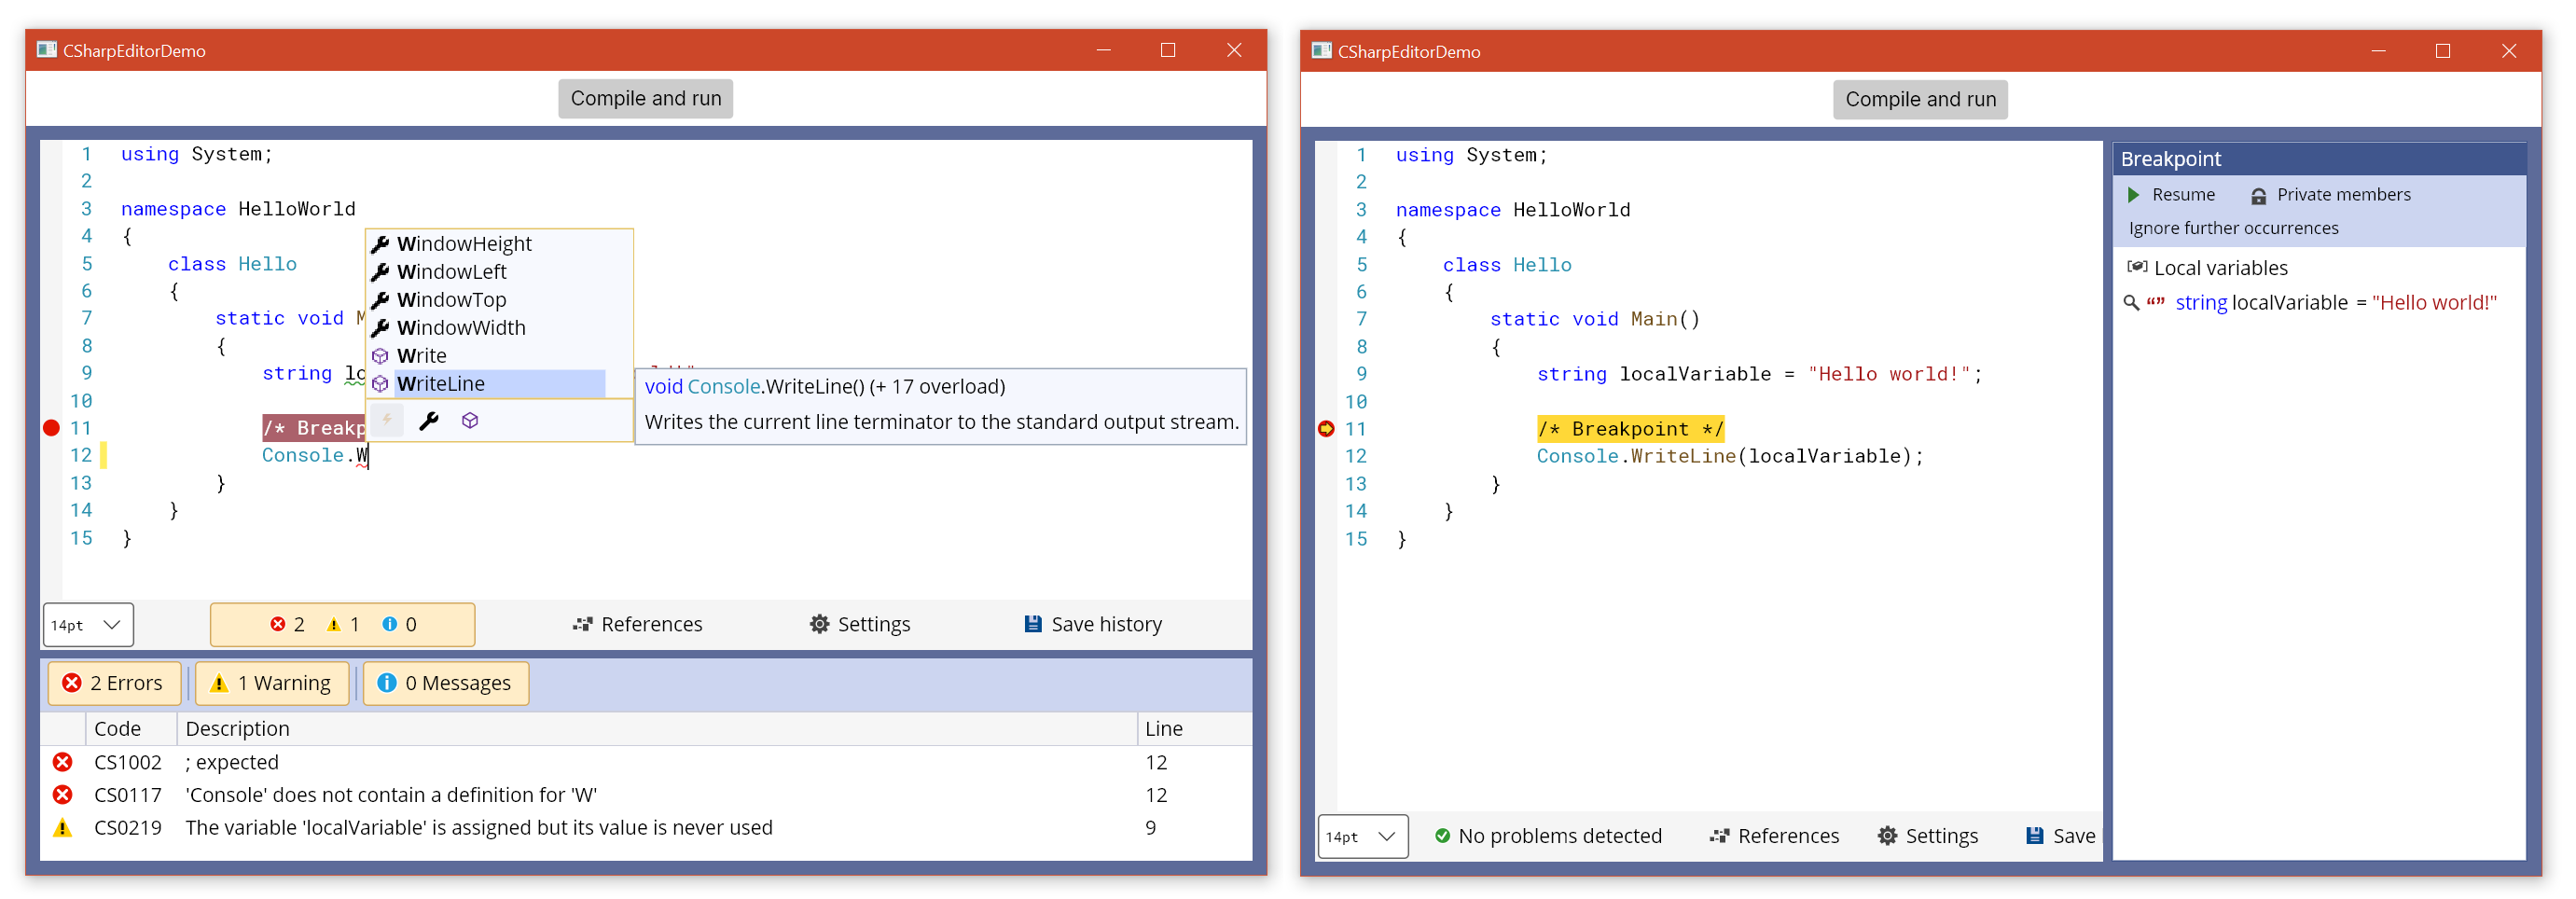 CSharpEditorDemo
Compile and run
1 using System;
2
3 namespace HelloWorld
4 {
5 class Hello
6 {
7 static void M
8 {
9 string lo
10
11 /* Breakp
12 Console.W
13 }
14 }
15 }
WindowHeight
WindowLeft
WindowTop
WindowWidth
Write
WriteLine
void Console.WriteLine() (+ 17 overload)
Writes the current line terminator to the standard output stream.
14pt 2 1 0 References Settings Save history
2 Errors 1 Warning 0 Messages
Code Description Line
CS1002 ; expected 12
CS0117 'Console' does not contain a definition for 'W' 12
CS0219 The variable 'localVariable' is assigned but its value is never used 9
CSharpEditorDemo
Compile and run
1 using System;
2
3 namespace HelloWorld
4 {
5 class Hello
6 {
7 static void Main()
8 {
9 string localVariable = "Hello world!";
10
11 /* Breakpoint */
12 Console.WriteLine(localVariable);
13 }
14 }
15 }
14pt No problems detected References Settings Save
Breakpoint
Resume Private members
Ignore further occurrences
Local variables
“” string localVariable = "Hello world!"